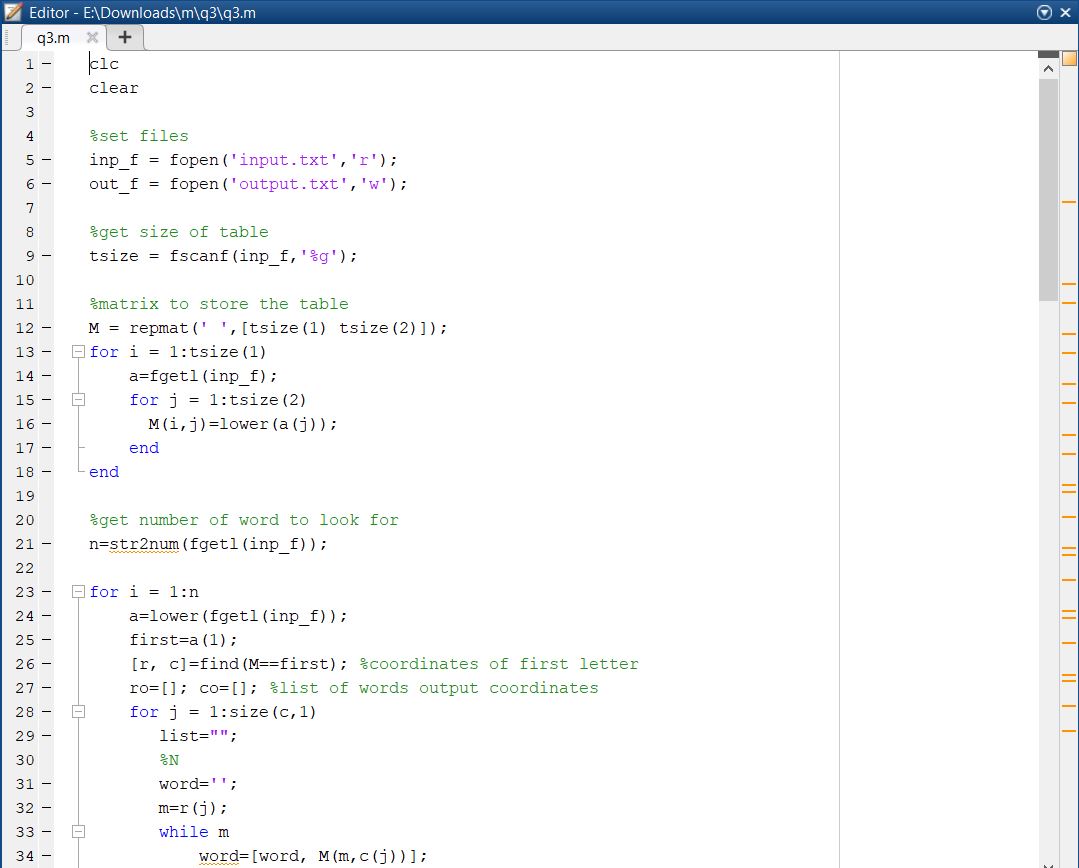 Editor - E:\Downloads\m\q3\q3.m
q3.m
1 clc
2 clear
3
4 %set files
5 inp_f = fopen('input.txt','r');
6 out_f = fopen('output.txt','w');
7
8 %get size of table
9 tsize = fscanf(inp_f,'%g');
10
11 %matrix to store the table
12 M = repmat(' ',[tsize(1) tsize(2)]);
13 for i = 1:tsize(1)
14 a=fgetl(inp_f);
15 for j = 1:tsize(2)
16 M(i,j)=lower(a(j));
17 end
18 end
19
20 %get number of word to look for
21 n=str2num(fgetl(inp_f));
22
23 for i = 1:n
24 a=lower(fgetl(inp_f));
25 first=a(1);
26 [r, c]=find(M==first); %coordinates of first letter
27 ro=[]; co=[]; %list of words output coordinates
28 for j = 1:size(c,1)
29 list="";
30 %N
31 word='';
32 m=r(j);
33 while m
34 word=[word, M(m,c(j))];